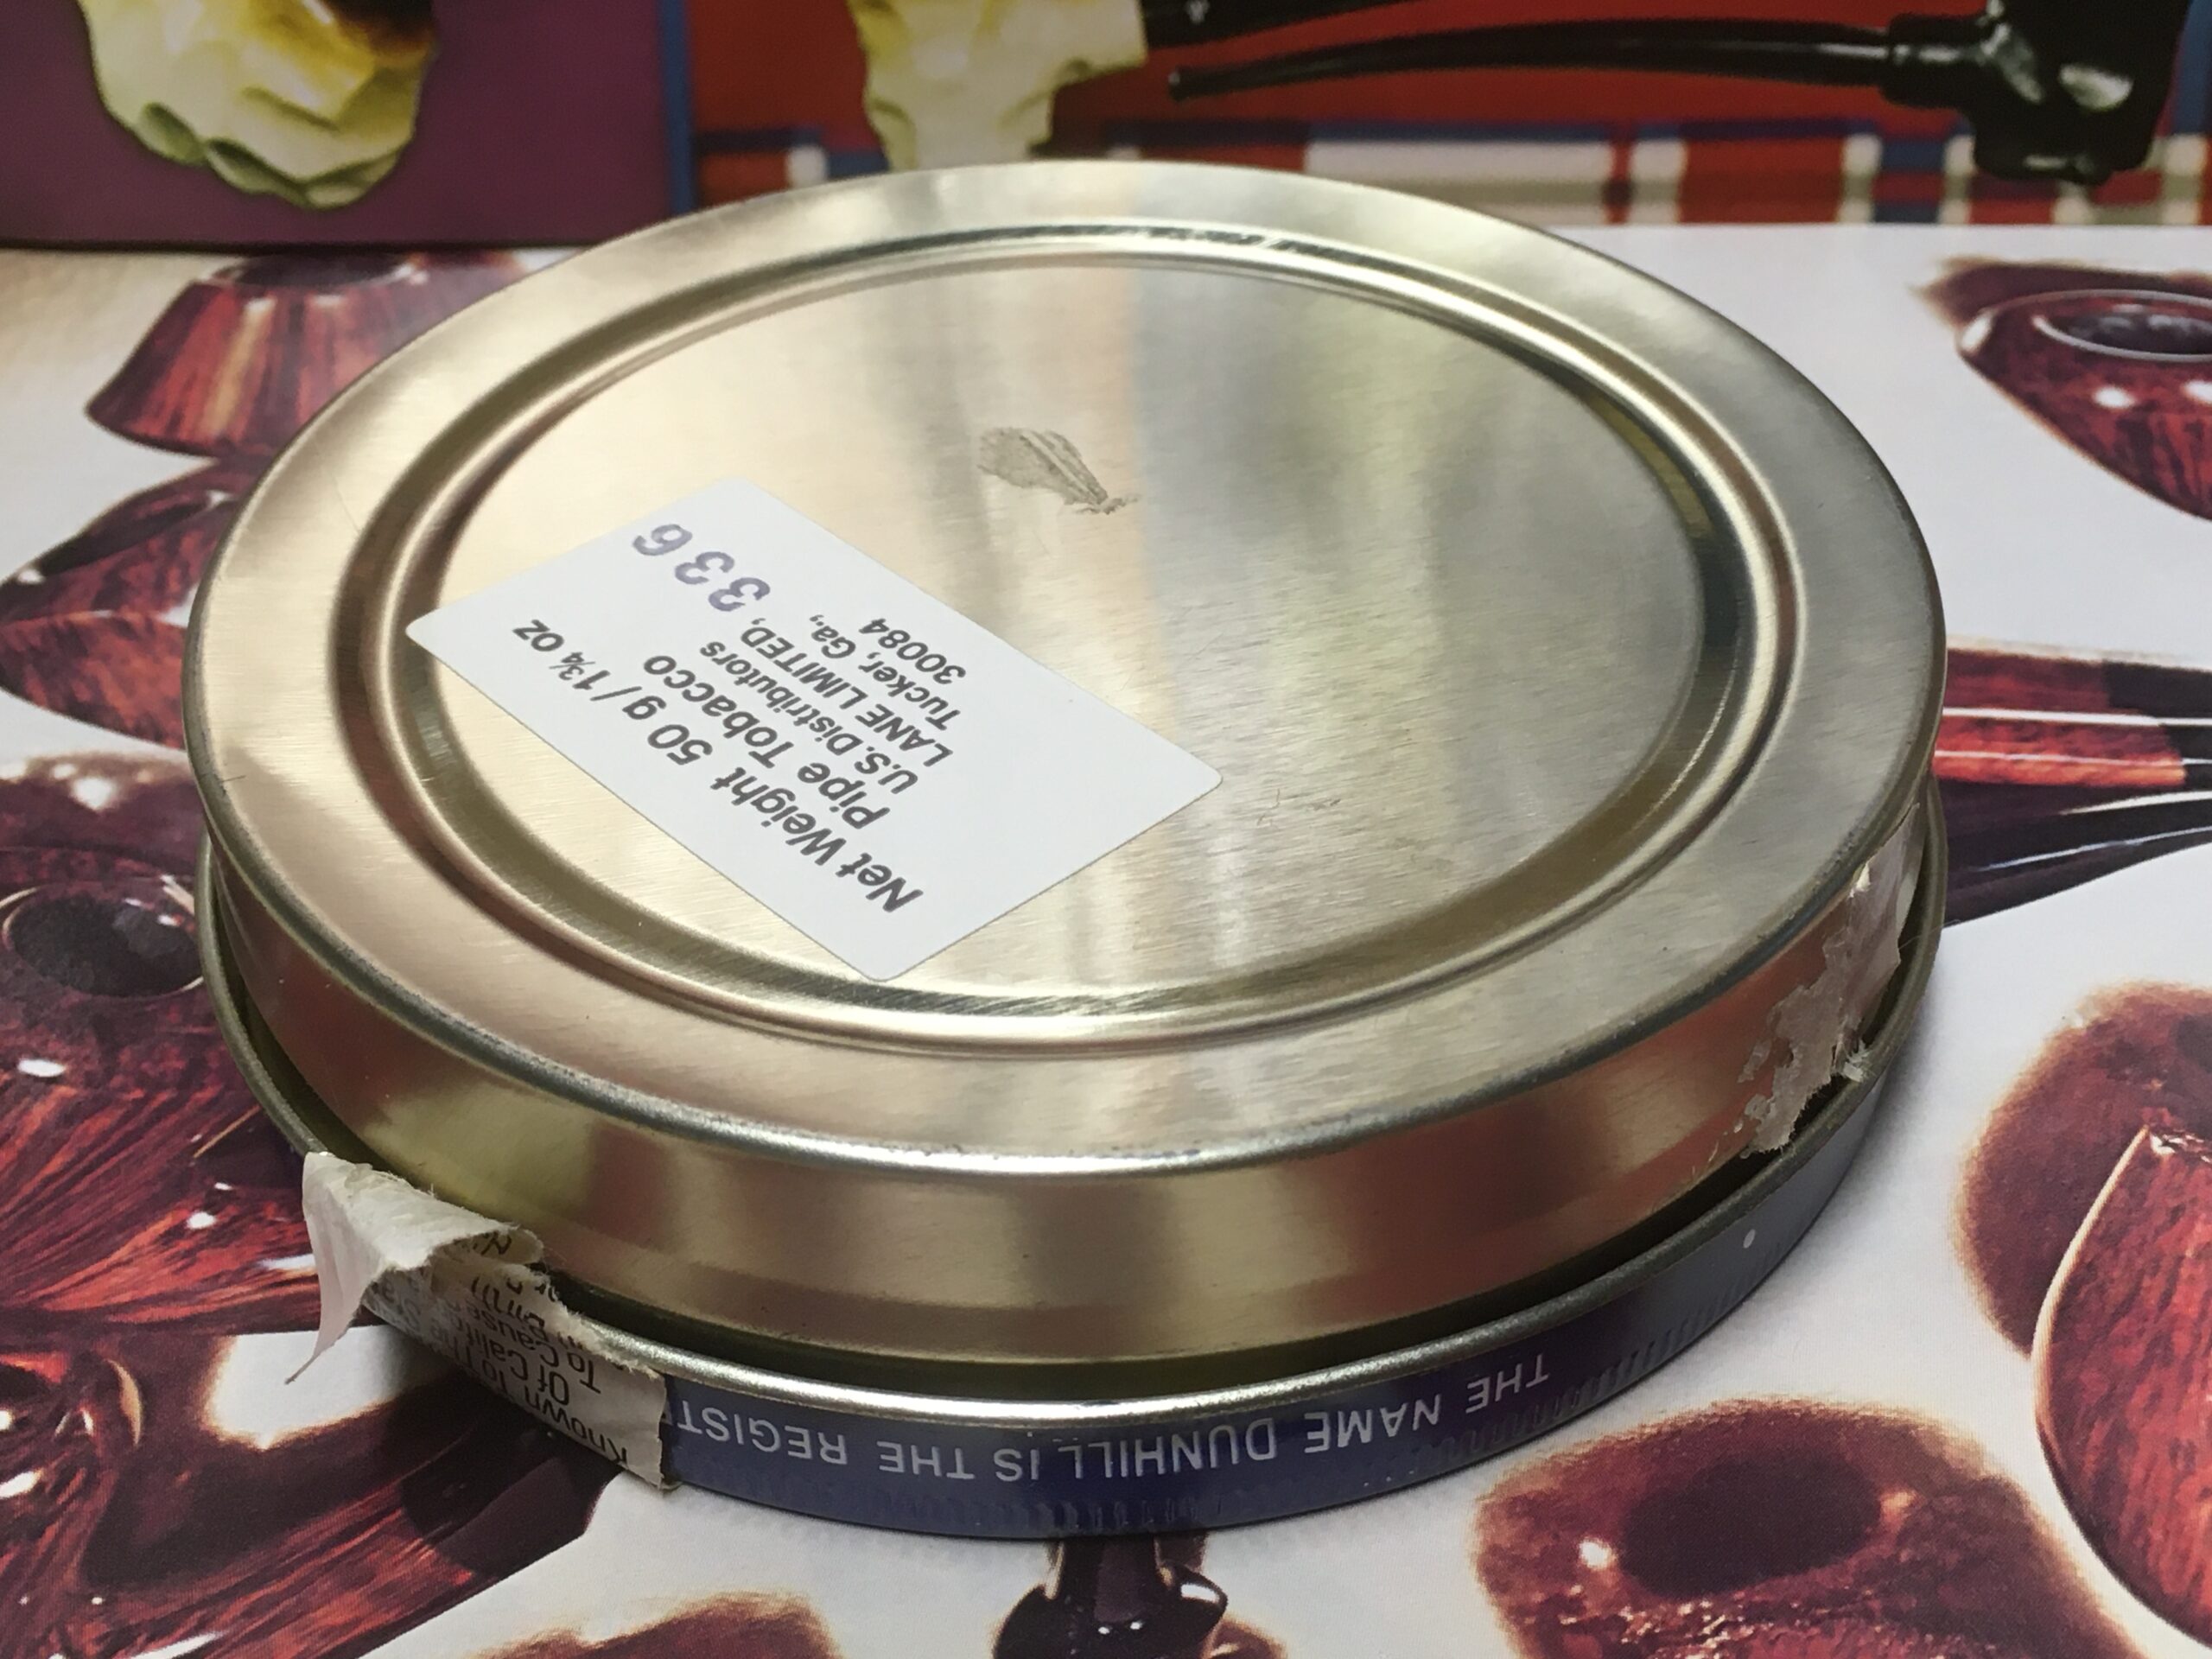 Net Weight 50 g / 1¾ oz
Pipe Tobacco
U.S. Distributors
LANE LIMITED, 336
Tucker, Ga.,
30084
THE NAME DUNHILL IS THE REGIST
Known To
Of Califor
To Cause